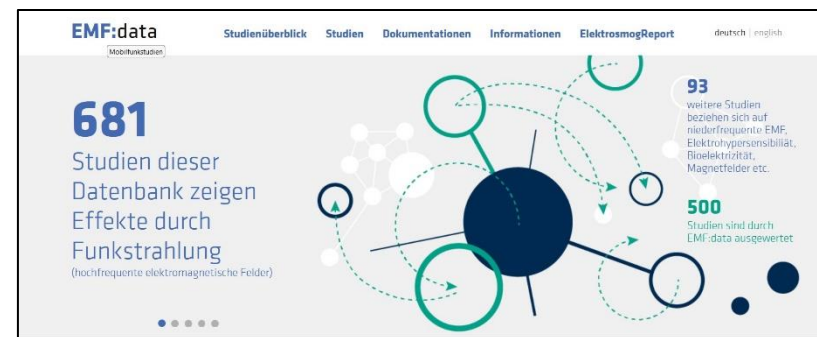 EMF:data
Studienüberblick Studien Dokumentationen Informationen ElektrosmogReport deutsch | english
Mobilfunkstudien
681
Studien dieser
Datenbank zeigen
Effekte durch
Funkstrahlung
(hochfrequente elektromagnetische Felder)
93
weitere Studien
beziehen sich auf
niederfrequente EMF,
Elektrohypersensibiliät,
Bioelektrizität,
Magnetfelder etc.
500
Studien sind durch
EMF:data ausgewertet